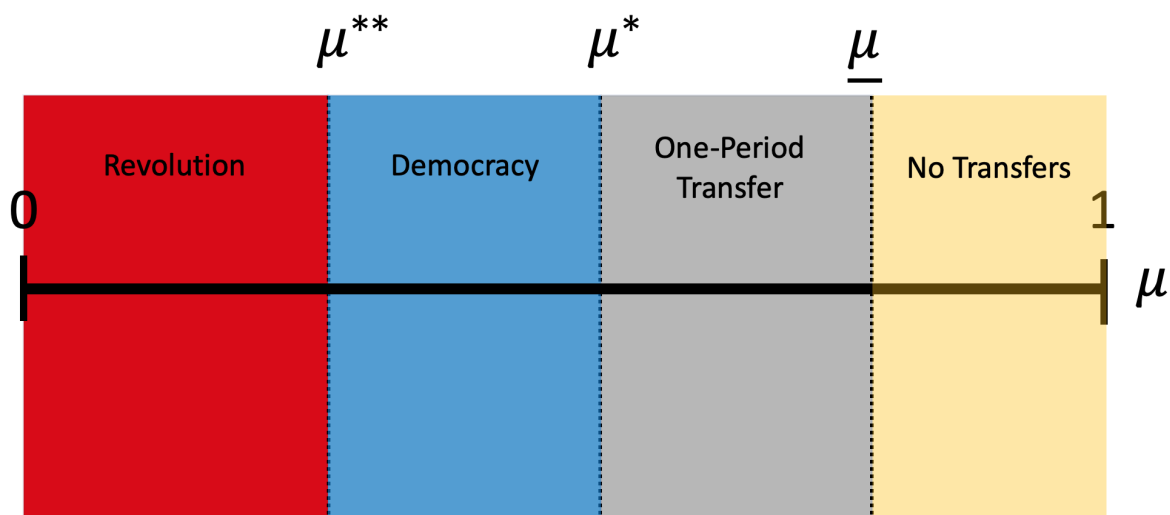 μ** μ* μ
Revolution Democracy One-Period Transfer No Transfers
0 1
μ